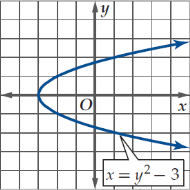 y
O
x
x = y² − 3